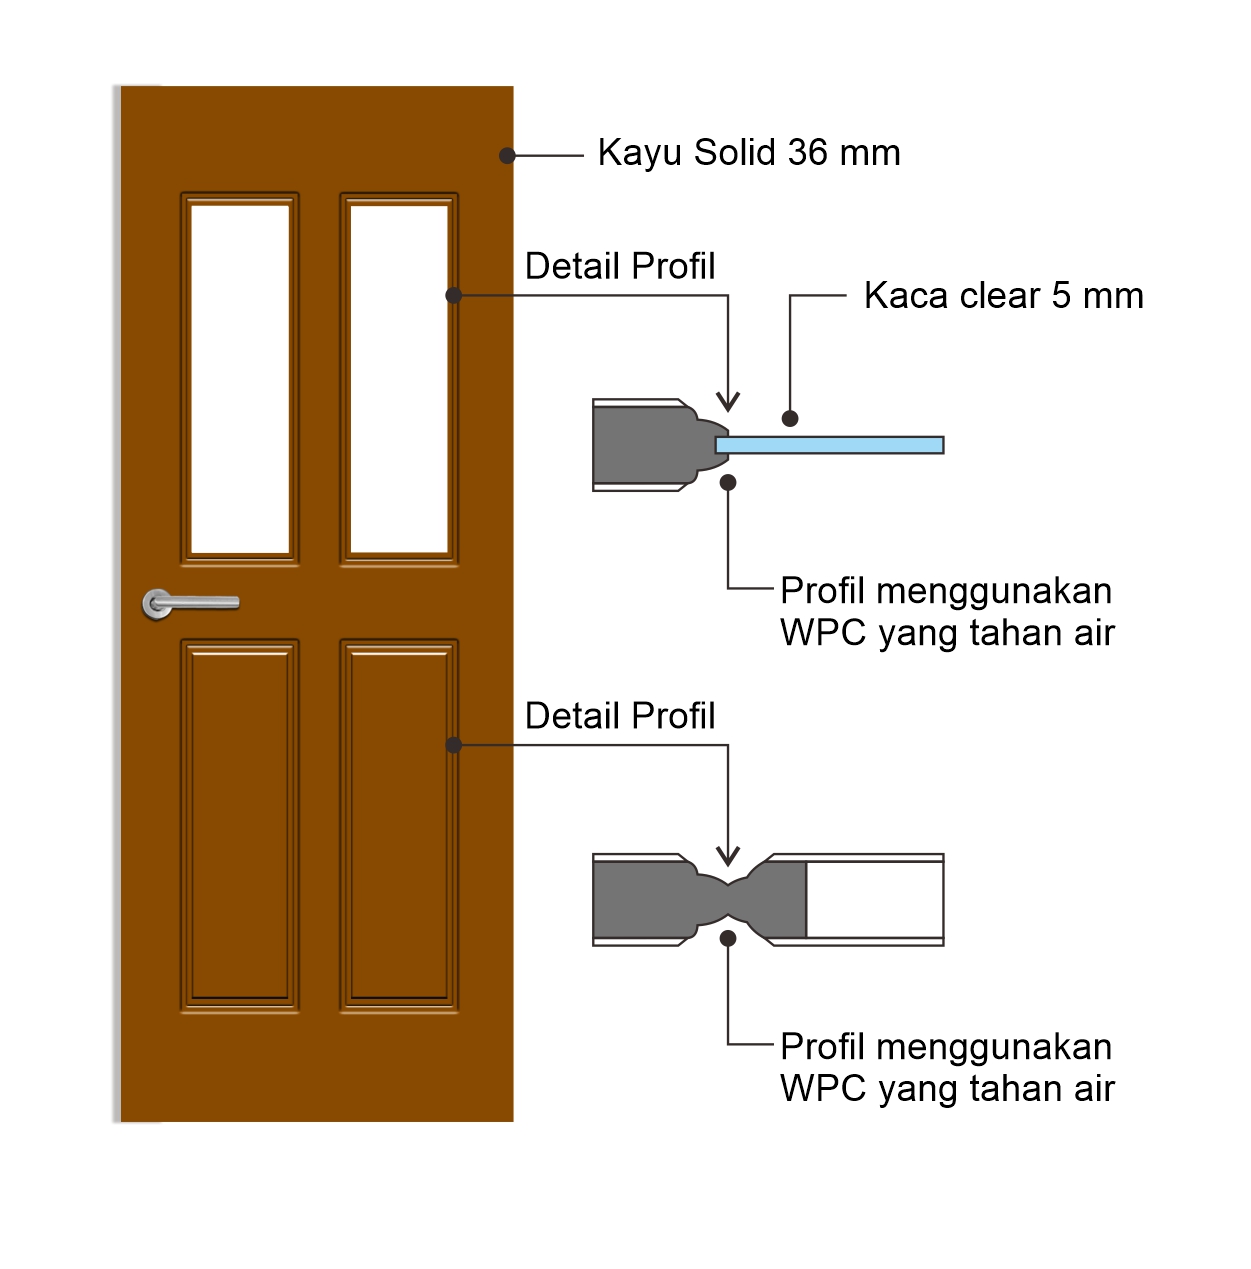 Kayu Solid 36 mm
Detail Profil
Kaca clear 5 mm
Profil menggunakan
WPC yang tahan air
Detail Profil
Profil menggunakan
WPC yang tahan air